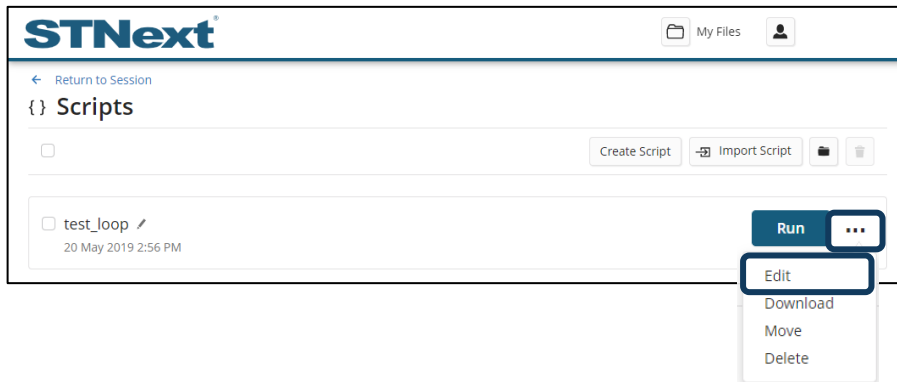 STNext®
My Files
← Return to Session
{ } Scripts
Create Script
Import Script
test_loop
20 May 2019 2:56 PM
Run
...
Edit
Download
Move
Delete